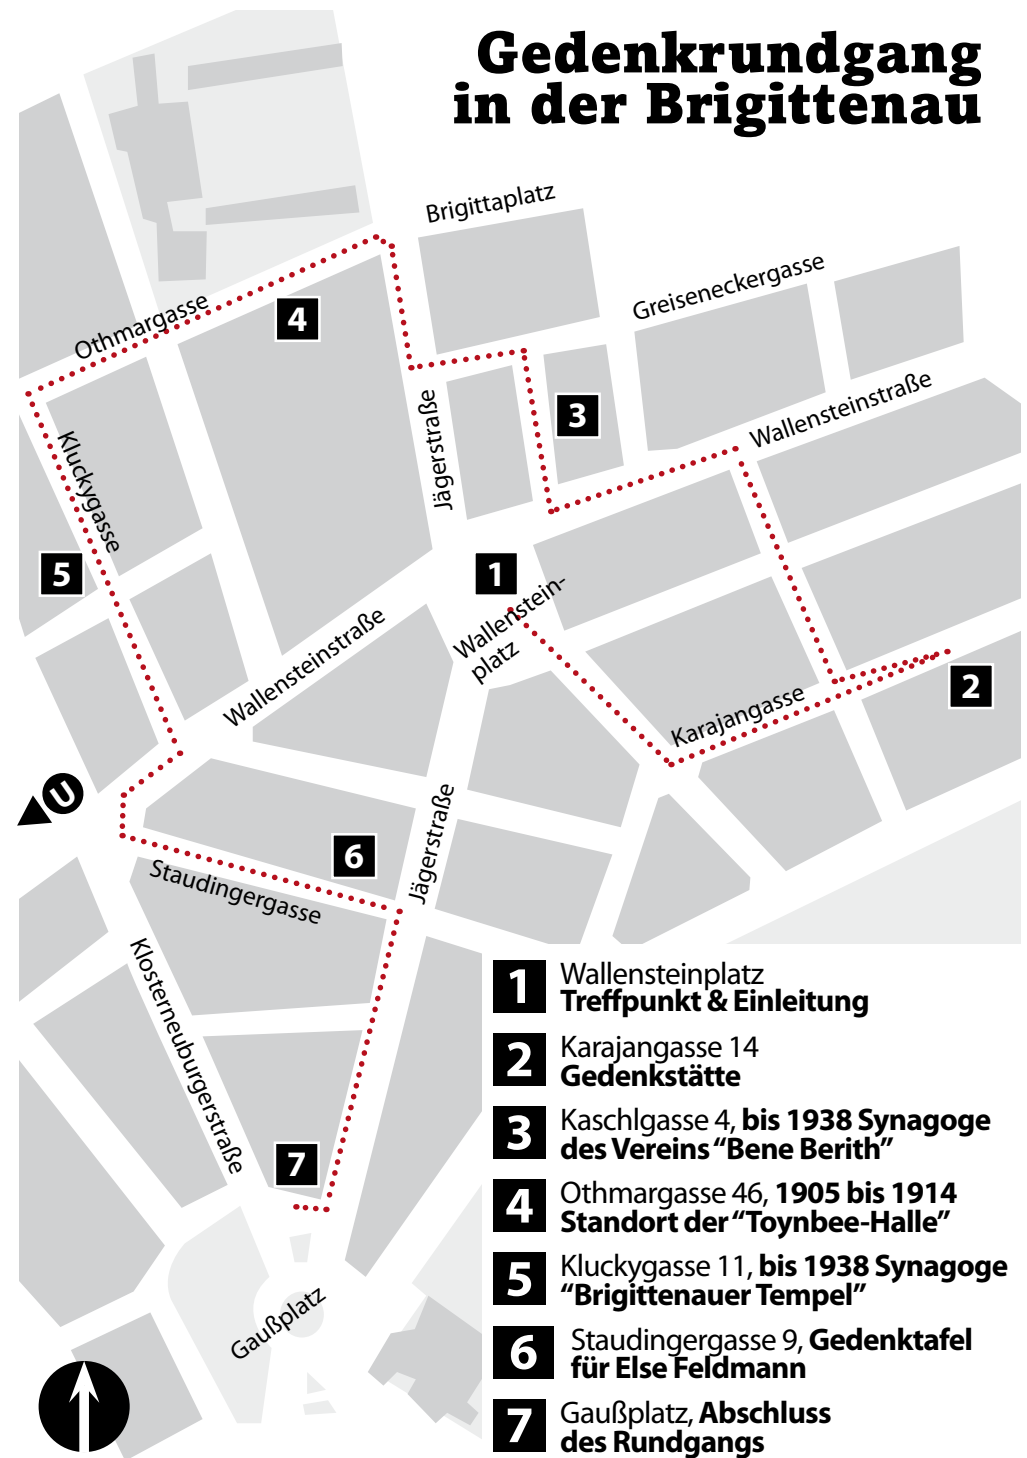 Gedenkrundgang
in der Brigittenau
Brigittaplatz
Greiseneckergasse
Othmargasse
4
3
Wallensteinstraße
Jägerstraße
Kluckygasse
5
1
Wallenstein-
platz
Wallensteinstraße
2
Karajangasse
U
Jägerstraße
6
Staudingergasse
Klosterneuburgerstraße
7
Gaußplatz
1 Wallensteinplatz
Treffpunkt & Einleitung
2 Karajangasse 14
Gedenkstätte
3 Kaschlgasse 4, bis 1938 Synagoge
des Vereins “Bene Berith”
4 Othmargasse 46, 1905 bis 1914
Standort der “Toynbee-Halle”
5 Kluckygasse 11, bis 1938 Synagoge
“Brigittenauer Tempel”
6 Staudingergasse 9, Gedenktafel
für Else Feldmann
7 Gaußplatz, Abschluss
des Rundgangs